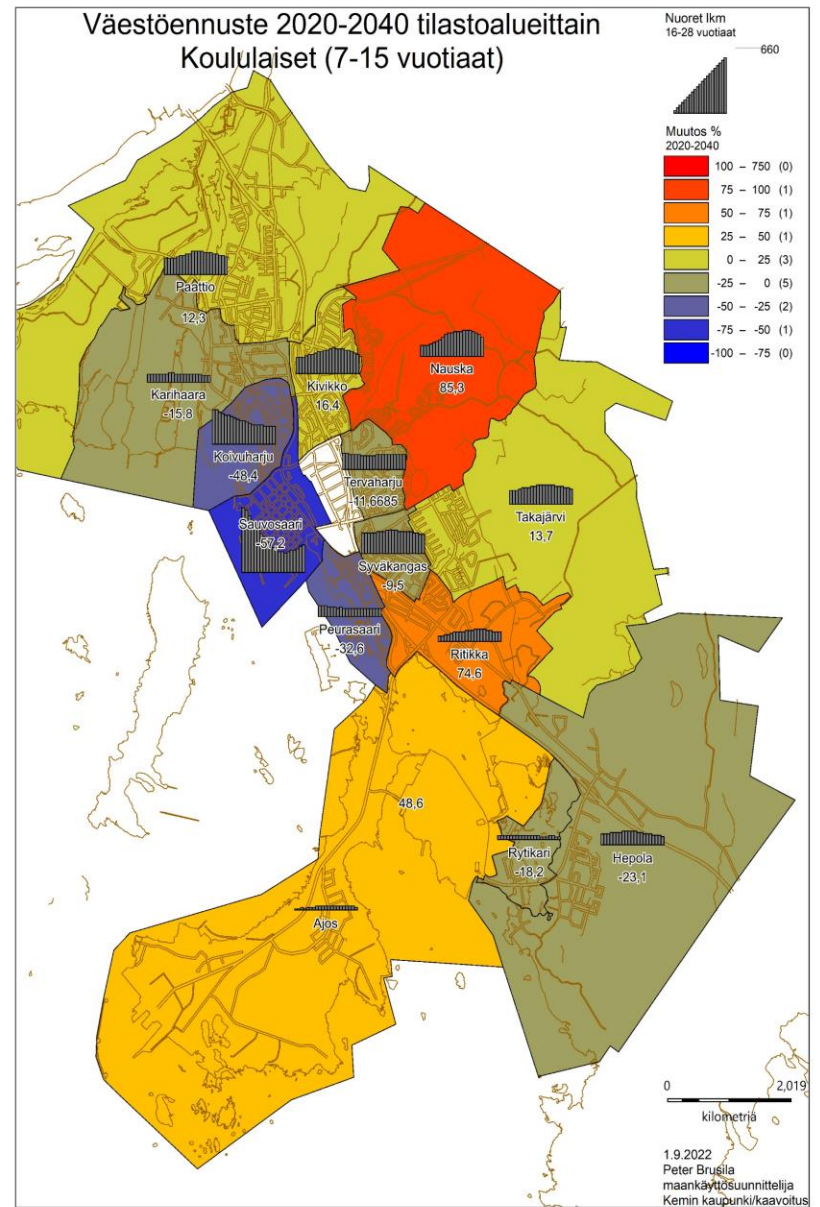 Väestöennuste 2020-2040 tilastoalueittain
Koululaiset (7-15 vuotiaat)
Nuoret lkm
16-28 vuotiaat
660
Muutos %
2020-2040
100 – 750 (0)
75 – 100 (1)
50 – 75 (1)
25 – 50 (1)
0 – 25 (3)
-25 – 0 (5)
-50 – -25 (2)
-75 – -50 (1)
-100 – -75 (0)
Paattio
12,3
Karihaara
-15,8
Kivikko
16,4
Nauska
85,3
Koivuharju
-48,4
Tervaharju
-11,6685
Sauvosaari
-57,2
Takajärvi
13,7
Syväkangas
-9,5
Peurasaari
-32,6
Ritikka
74,6
48,6
Ajos
Rytikari
-18,2
Hepola
-23,1
0 2,019
kilometriä
1.9.2022
Peter Brusila
maankäyttösuunnittelija
Kemin kaupunki/kaavoitus